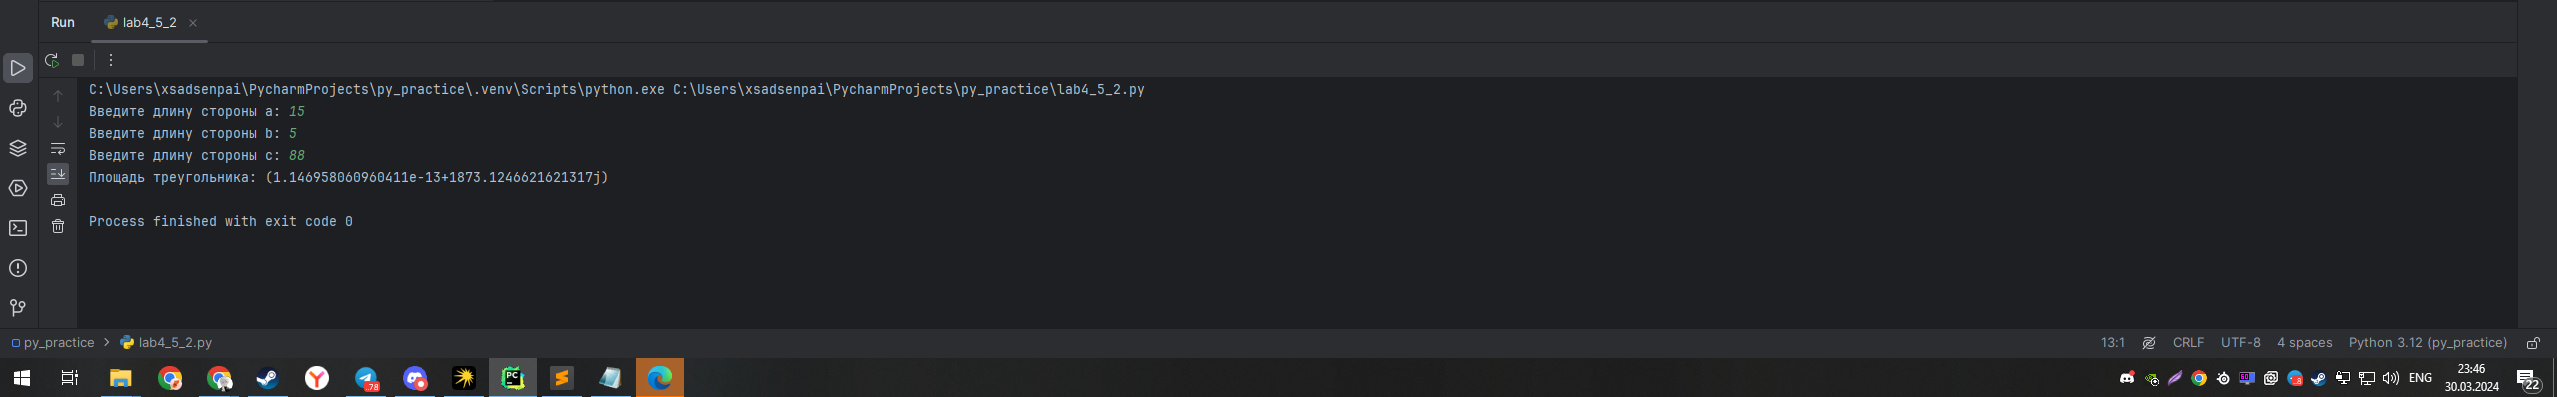 Run lab4_5_2
C:\Users\xsadsenpai\PycharmProjects\py_practice\.venv\Scripts\python.exe C:\Users\xsadsenpai\PycharmProjects\py_practice\lab4_5_2.py
Введите длину стороны a: 15
Введите длину стороны b: 5
Введите длину стороны c: 88
Площадь треугольника: (1.146958060960411e-13+1873.1246621621317j)
Process finished with exit code 0
py_practice > lab4_5_2.py 13:1 CRLF UTF-8 4 spaces Python 3.12 (py_practice)
78 PC ENG 23:46
30.03.2024 22